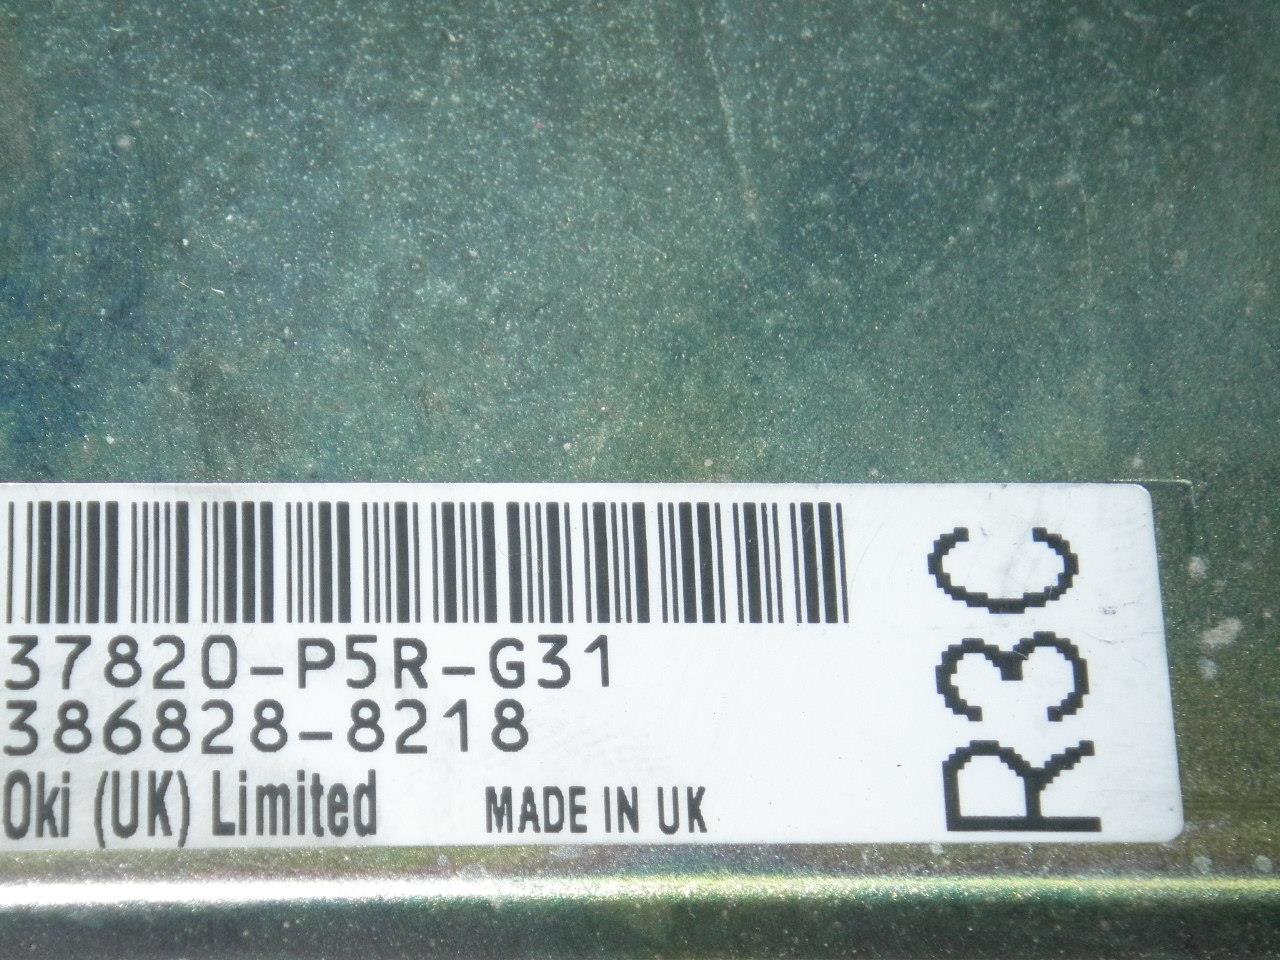 37820-P5R-G31
386828-8218
Oki (UK) Limited MADE IN UK
R3C